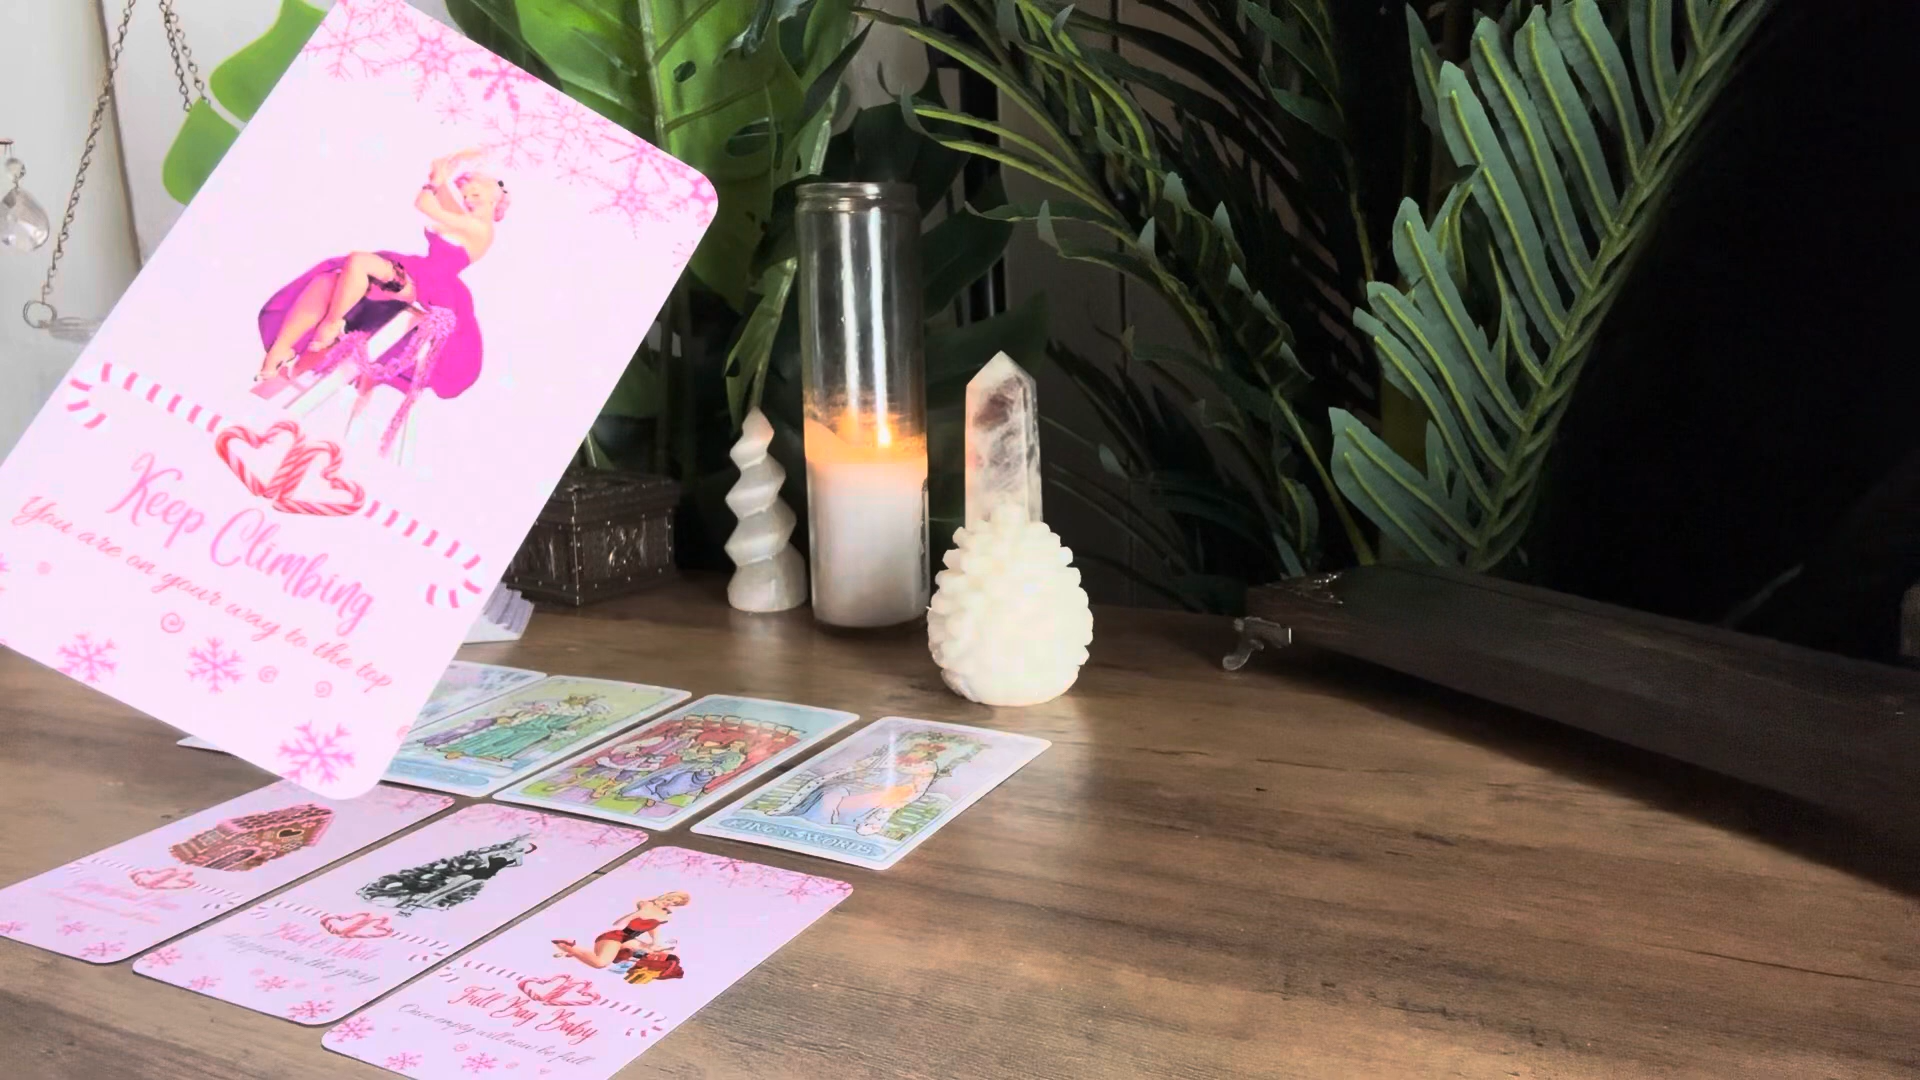 Keep Climbing
You are on your way to the top
KING of SWORDS
Black & White
Happier in the gray
Full Bag Baby
Once empty will now be full